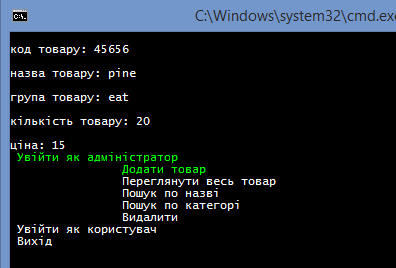 C:\Windows\system32\cmd.exe
код товару: 45656
назва товару: pine
група товару: eat
кількість товару: 20
ціна: 15
Увійти як адміністратор
Додати товар
Переглянути весь товар
Пошук по назві
Пошук по категорі
Видалити
Увійти як користувач
Вихід